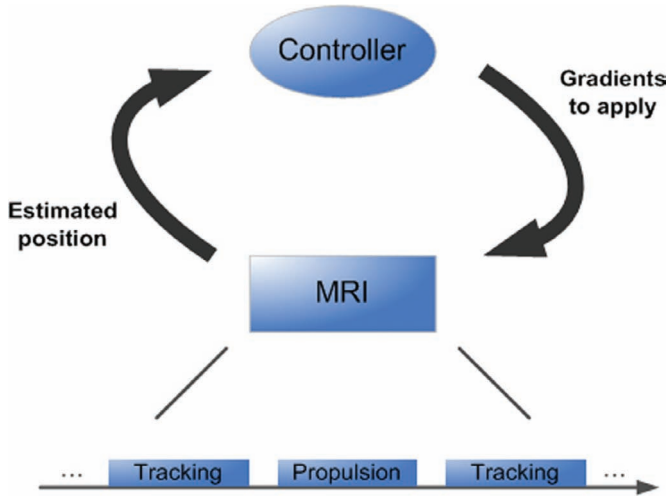 Controller
Gradients
to apply
Estimated
position
MRI
... Tracking Propulsion Tracking ...